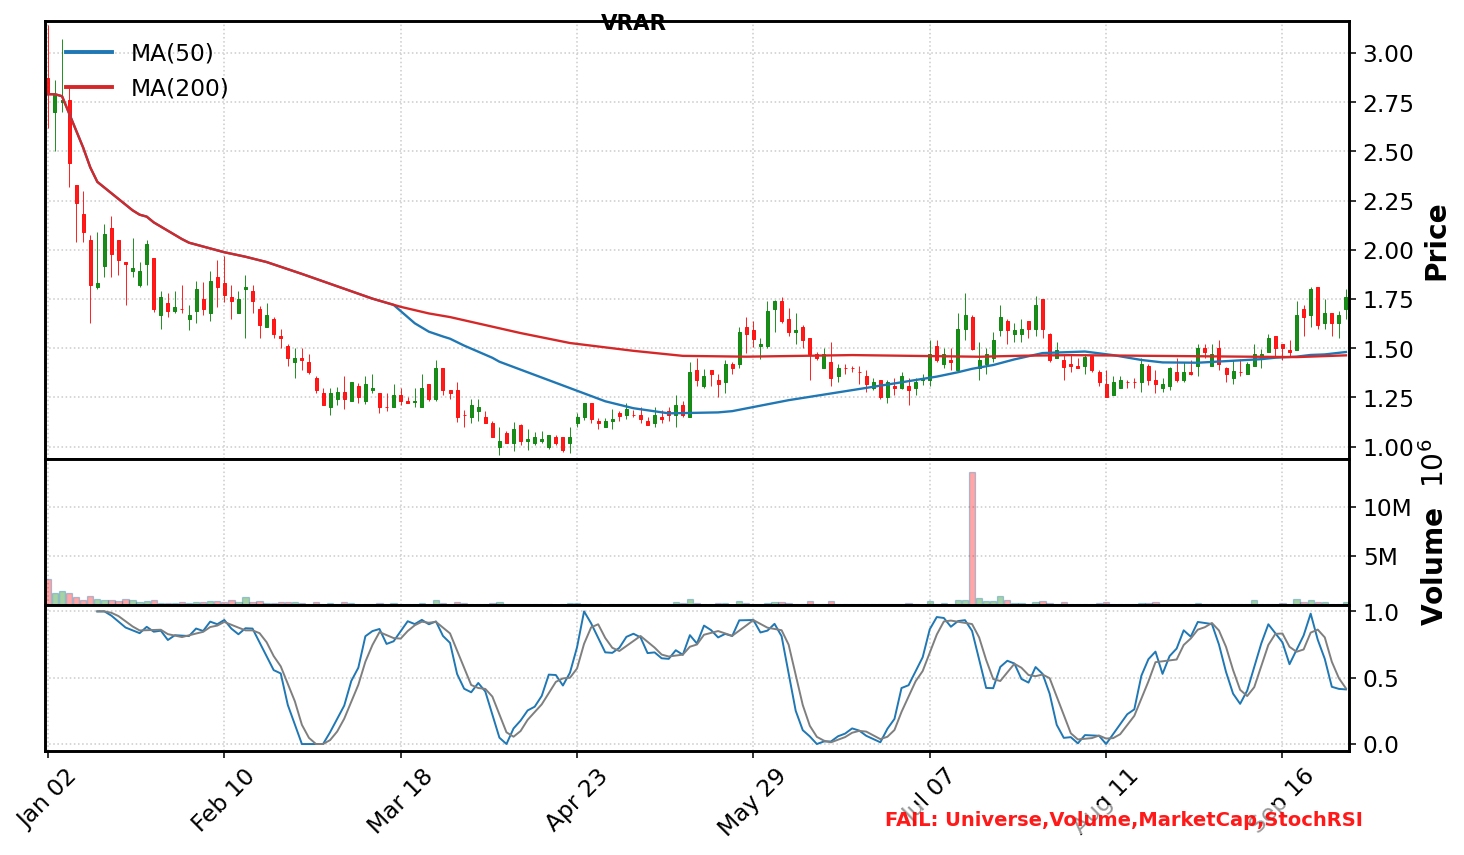 VRAR
MA(50)
MA(200)
3.00
2.75
2.50
2.25
2.00
1.75
1.50
1.25
1.00
Price
10M
5M
Volume 10^6
1.0
0.5
0.0
Jan 02
Feb 10
Mar 18
Apr 23
May 29
Jul 07
Aug 11
Sep 16
FAIL: Universe,Volume,MarketCap,StochRSI